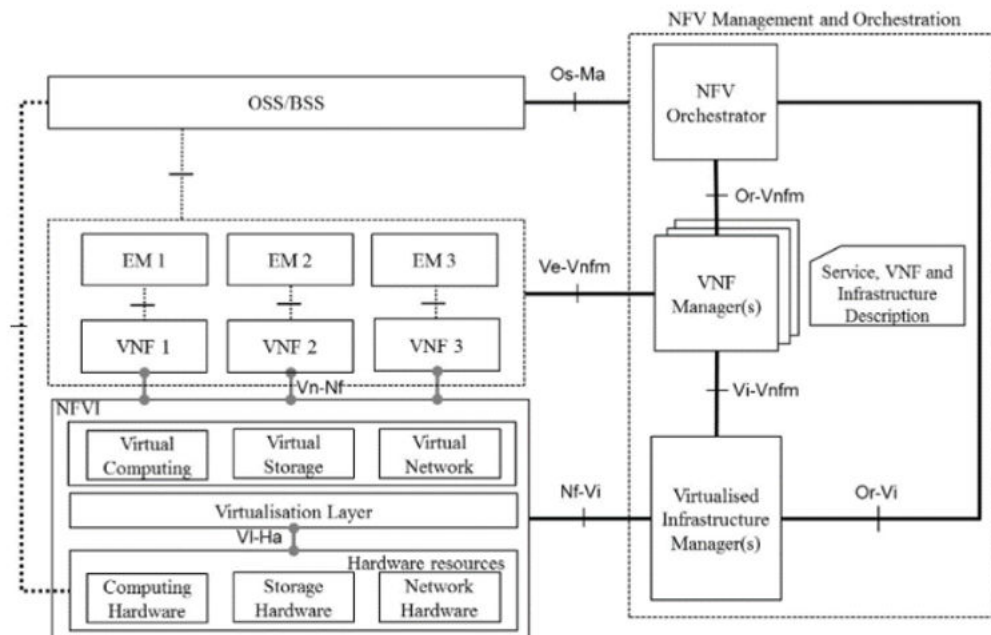 NFV Management and Orchestration
Os-Ma
OSS/BSS
NFV
Orchestrator
Or-Vnfm
EM 1
EM 2
EM 3
Ve-Vnfm
VNF
Manager(s)
Service, VNF and
Infrastructure
Description
VNF 1
VNF 2
VNF 3
Vn-Nf
Vi-Vnfm
NFVI
Virtual
Computing
Virtual
Storage
Virtual
Network
Nf-Vi
Virtualised
Infrastructure
Manager(s)
Or-Vi
Virtualisation Layer
Vl-Ha
Hardware resources
Computing
Hardware
Storage
Hardware
Network
Hardware